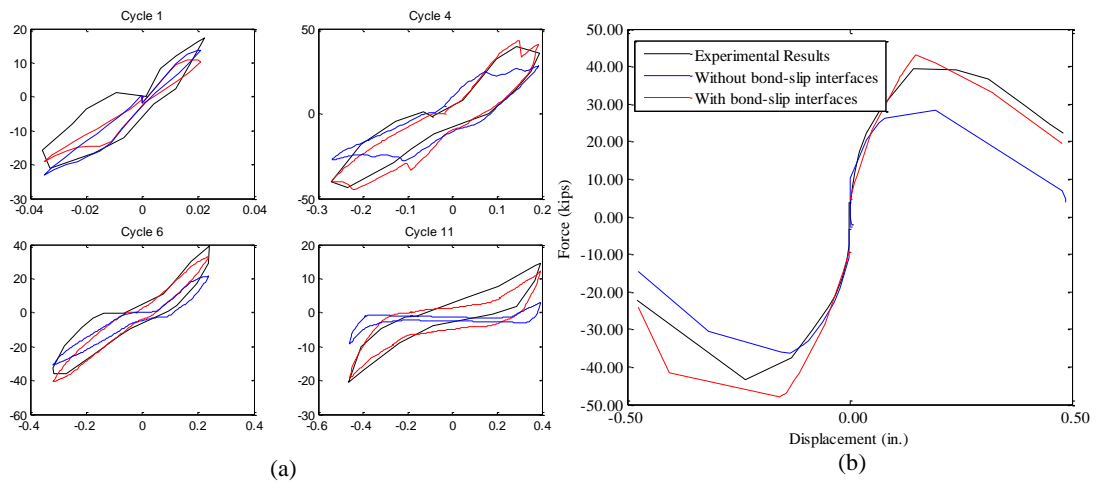 Cycle 1
20
10
0
-10
-20
-30
-0.04 -0.02 0 0.02 0.04
Cycle 4
50
0
-50
-0.3 -0.2 -0.1 0 0.1 0.2
Cycle 6
40
20
0
-20
-40
-60
-0.4 -0.2 0 0.2 0.4
Cycle 11
20
10
0
-10
-20
-30
-0.6 -0.4 -0.2 0 0.2 0.4
(a)
Experimental Results
Without bond-slip interfaces
With bond-slip interfaces
50.00
40.00
30.00
20.00
10.00
0.00
-10.00
-20.00
-30.00
-40.00
-50.00
Force (kips)
-0.50 0.00 0.50
Displacement (in.)
(b)